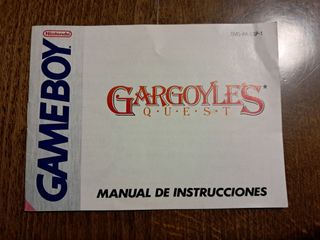 Nintendo
GAMEBOY
GARGOYLE'S
QUEST
MANUAL DE INSTRUCCIONES